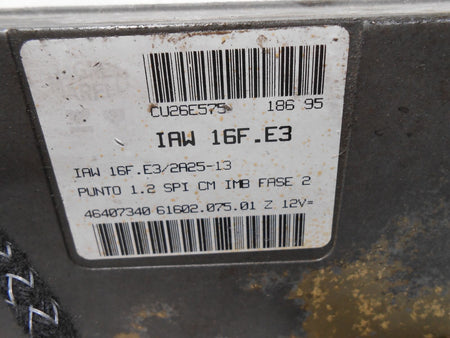 CU26E575 186 95
IAW 16F.E3
IAW 16F.E3/2A25-13
PUNTO 1.2 SPI CM IMB FASE 2
46407340 61602.075.01 Z 12V=